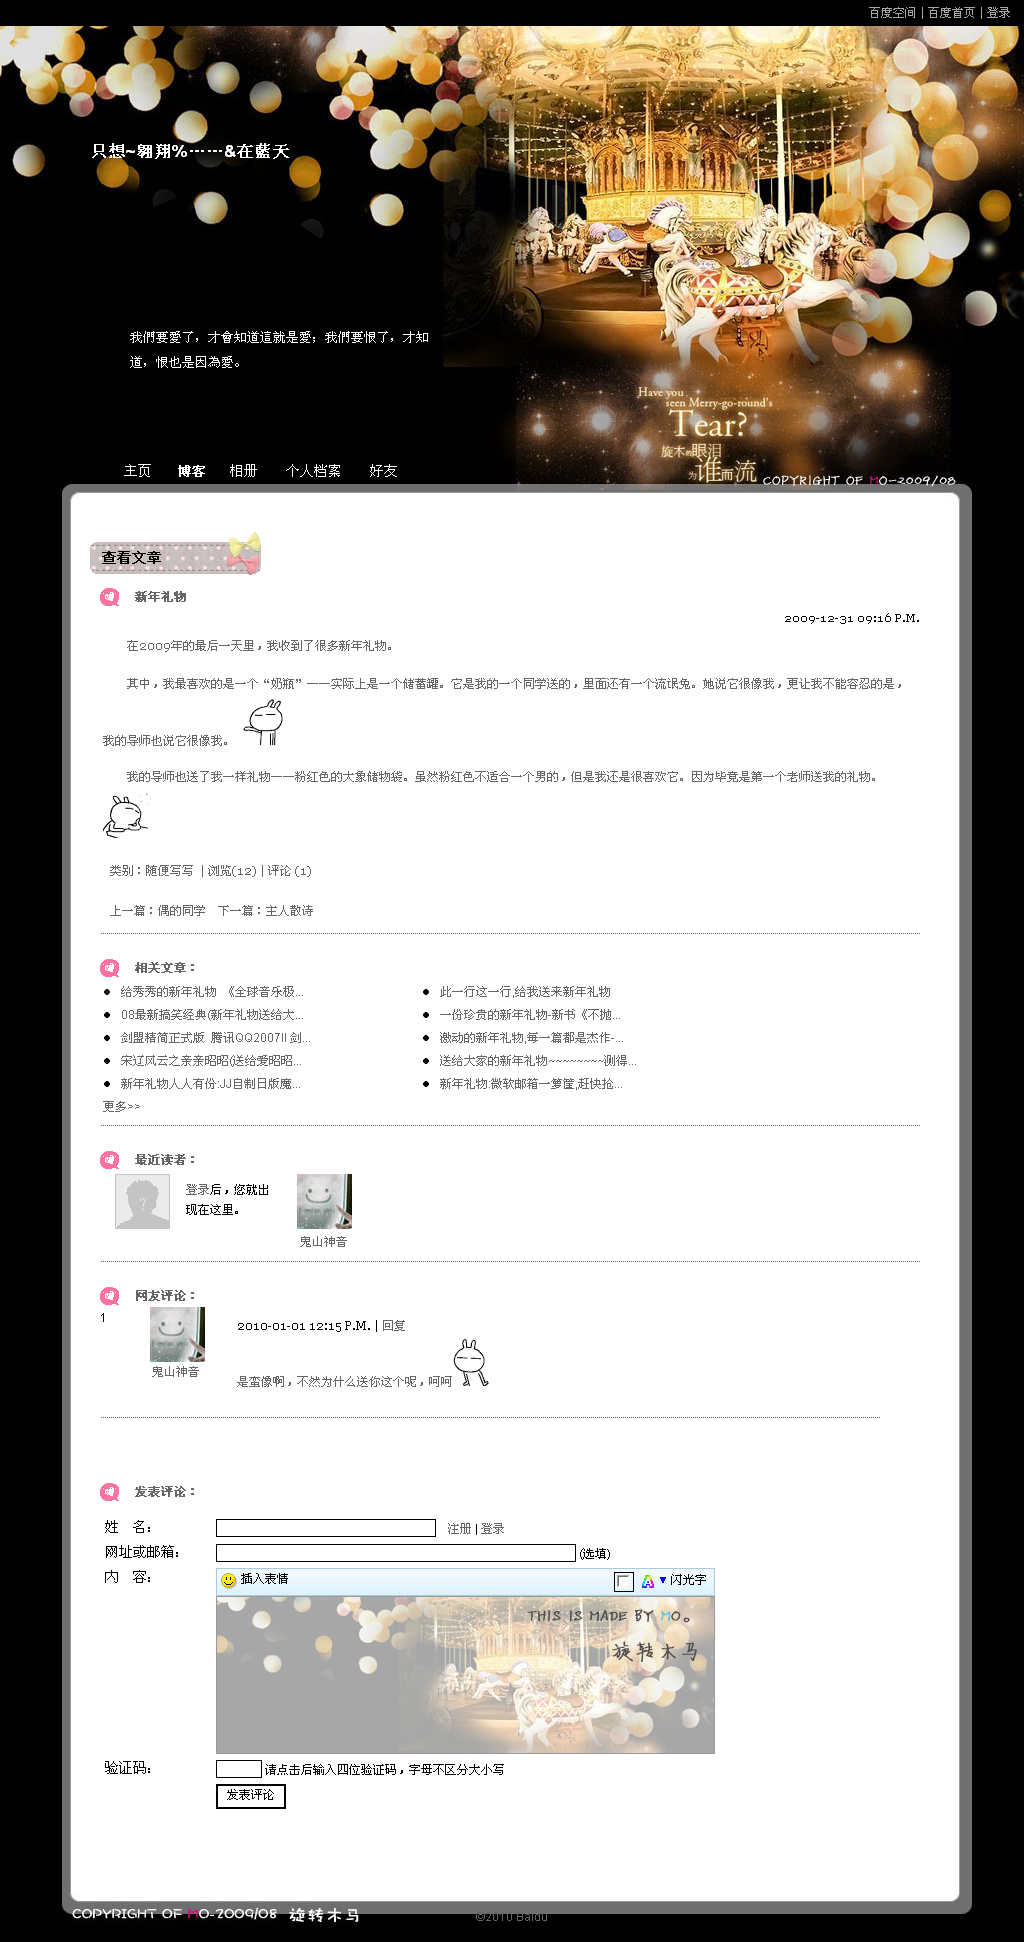 百度空间 | 百度首页 | 登录
只想~翱翔%……&在藍天
我們要愛了，才會知道這就是愛；我們要恨了，才知
道，恨也是因為愛。
Have you
seen Merry-go-round's
Tear?
旋木的眼泪
为谁而流
主页 博客 相册 个人档案 好友
COPYRIGHT OF MO-2009/08
查看文章
新年礼物
2009-12-31 09:16 P.M.
在2009年的最后一天里，我收到了很多新年礼物。
其中，我最喜欢的是一个“奶瓶”——实际上是一个储蓄罐。它是我的一个同学送的，里面还有一个流氓兔。她说它很像我，更让我不能容忍的是，
我的导师也说它很像我。
我的导师也送了我一样礼物——粉红色的大象储物袋。虽然粉红色不适合一个男的，但是我还是很喜欢它。因为毕竟是第一个老师送我的礼物。
类别：随便写写 | 浏览(12) | 评论 (1)
上一篇：偶的同学 下一篇：主人散诗
相关文章：
给秀秀的新年礼物 《全球音乐极... 此一行这一行,给我送来新年礼物
08最新搞笑经典(新年礼物送给大... 一份珍贵的新年礼物-新书《不抛...
剑盟精简正式版 腾讯QQ2007II 剑... 激动的新年礼物,每一篇都是杰作-...
宋辽风云之亲亲昭昭(送给爱昭昭... 送给大家的新年礼物~~~~~~~~测得...
新年礼物人人有份:JJ自制日版魔... 新年礼物:微软邮箱一箩筐,赶快抢...
更多>>
最近读者：
登录后，您就出
现在这里。
鬼山神音
网友评论：
1
2010-01-01 12:15 P.M. | 回复
鬼山神音
是蛮像啊，不然为什么送你这个呢，呵呵
发表评论：
姓 名： 注册 | 登录
网址或邮箱： (选填)
内 容： 插入表情 闪光字
THIS IS MADE BY MO。
旋转木马
验证码： 请点击后输入四位验证码，字母不区分大小写
发表评论
COPYRIGHT OF MO-2009/08 旋转木马
©2010 Baidu